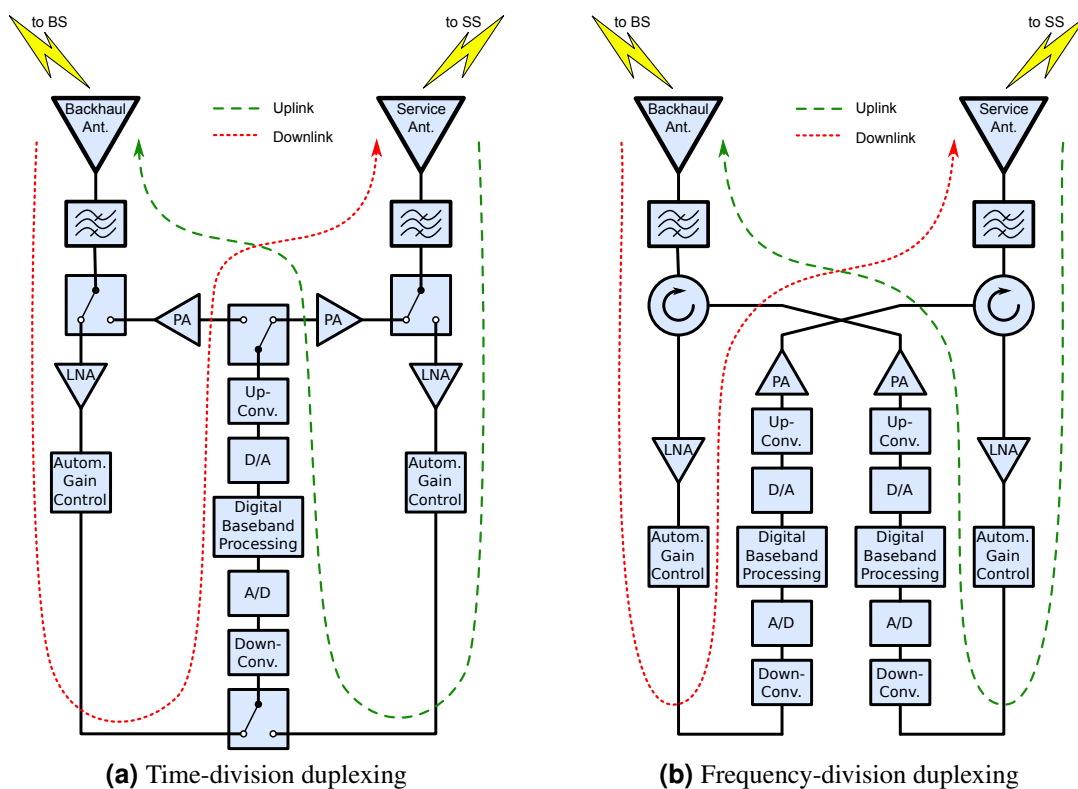 to BS
to SS
Backhaul
Ant.
Uplink
Downlink
Service
Ant.
PA
PA
LNA
LNA
Up-
Conv.
D/A
Autom.
Gain
Control
Autom.
Gain
Control
Digital
Baseband
Processing
A/D
Down-
Conv.
(a) Time-division duplexing
to BS
to SS
Backhaul
Ant.
Uplink
Downlink
Service
Ant.
PA
PA
Up-
Conv.
Up-
Conv.
LNA
LNA
D/A
D/A
Autom.
Gain
Control
Digital
Baseband
Processing
Digital
Baseband
Processing
Autom.
Gain
Control
A/D
A/D
Down-
Conv.
Down-
Conv.
(b) Frequency-division duplexing